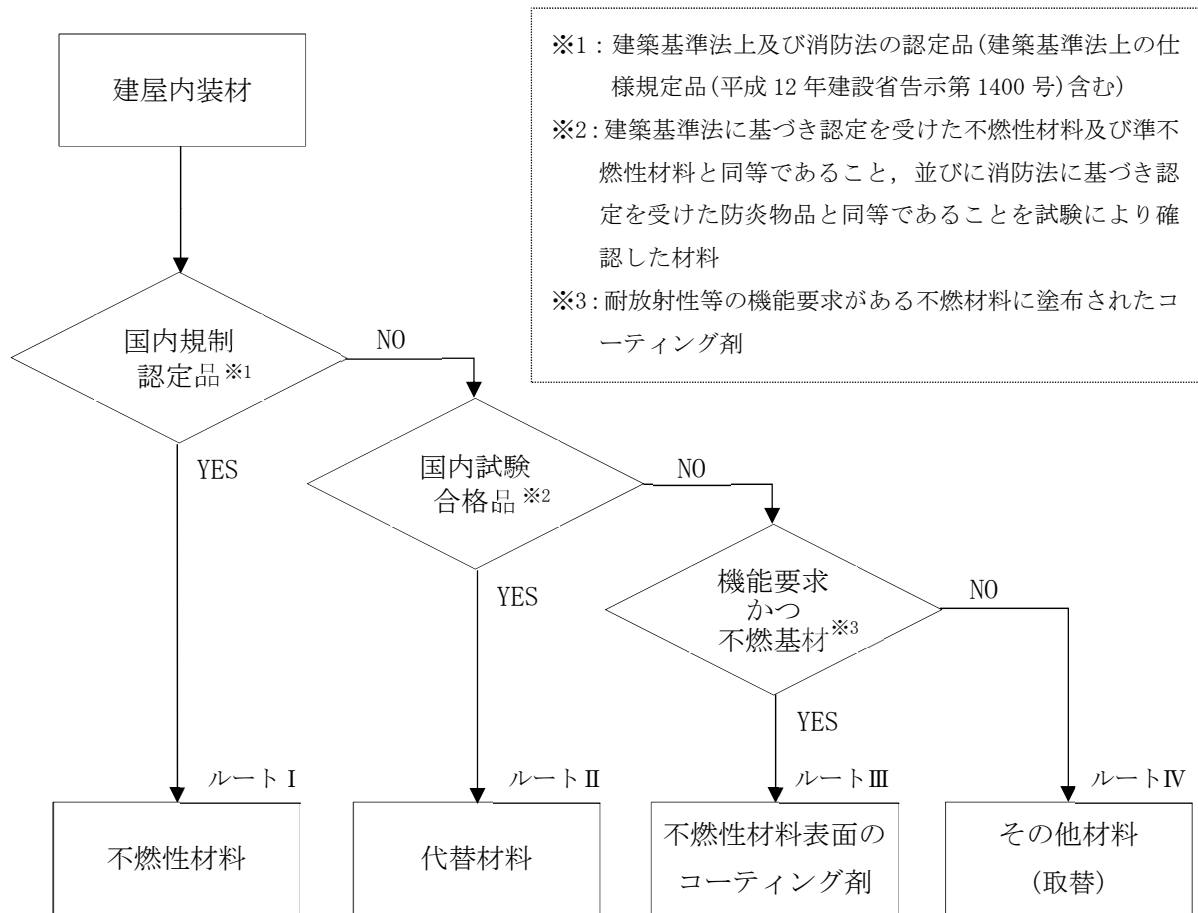 建屋内装材
※1：建築基準法上及び消防法の認定品(建築基準法上の仕
様規定品(平成 12 年建設省告示第 1400 号)含む)
※2：建築基準法に基づき認定を受けた不燃性材料及び準不
燃性材料と同等であること，並びに消防法に基づき認
定を受けた防炎物品と同等であることを試験により確
認した材料
※3：耐放射性等の機能要求がある不燃材料に塗布されたコ
ーティング剤
国内規制
認定品※1
NO
YES
国内試験
合格品※2
NO
YES
機能要求
かつ
不燃基材※3
NO
YES
ルートⅠ
ルートⅡ
ルートⅢ
ルートⅣ
不燃性材料
代替材料
不燃性材料表面の
コーティング剤
その他材料
(取替)